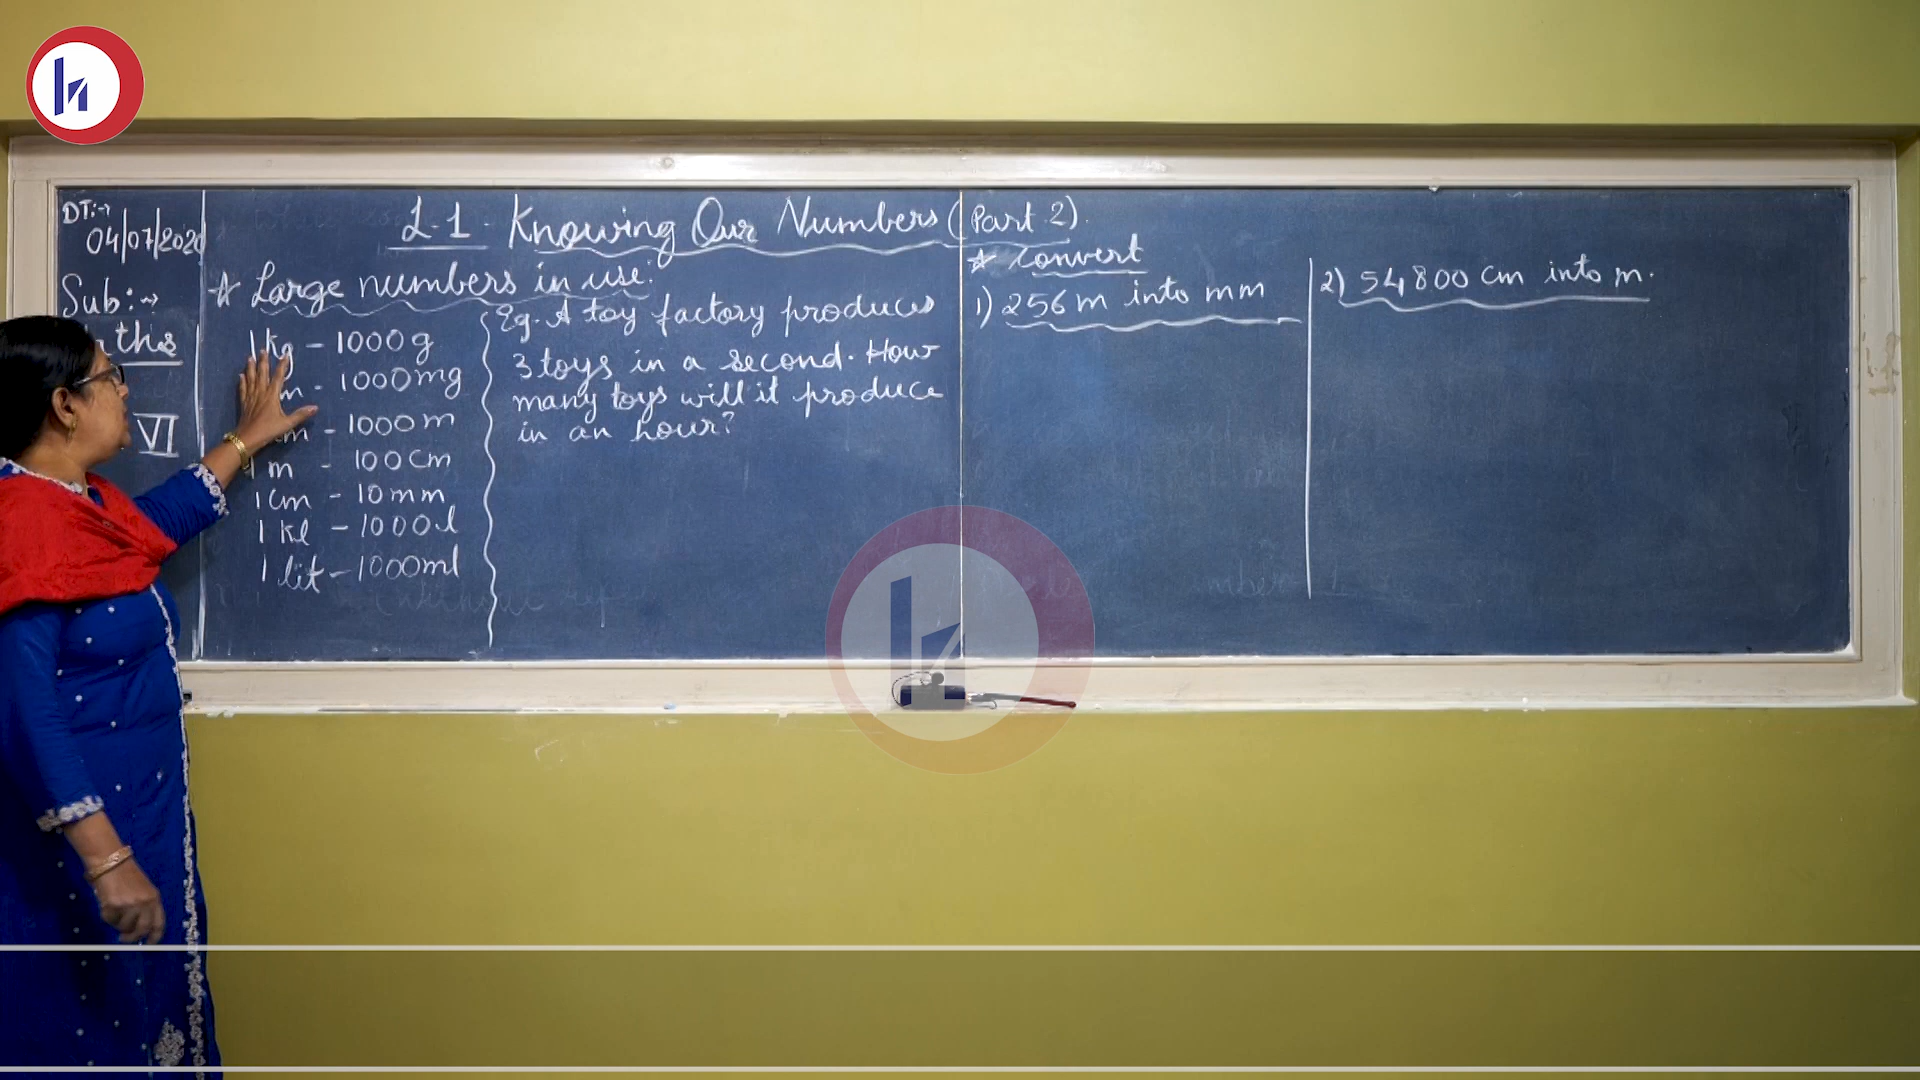 DT:→
04/07/2020
Sub:→
VI
L-1 - Knowing Our Numbers (Part 2).
* Large numbers in use:
1kg - 1000g
- 1000mg
m - 1000m
1 m - 100cm
1cm - 10mm
1 kl - 1000l
1 lit - 1000ml
Eg. A toy factory produces
3 toys in a second. How
many toys will it produce
in an hour?
* Convert
1) 256m into mm
2) 54800 cm into m.